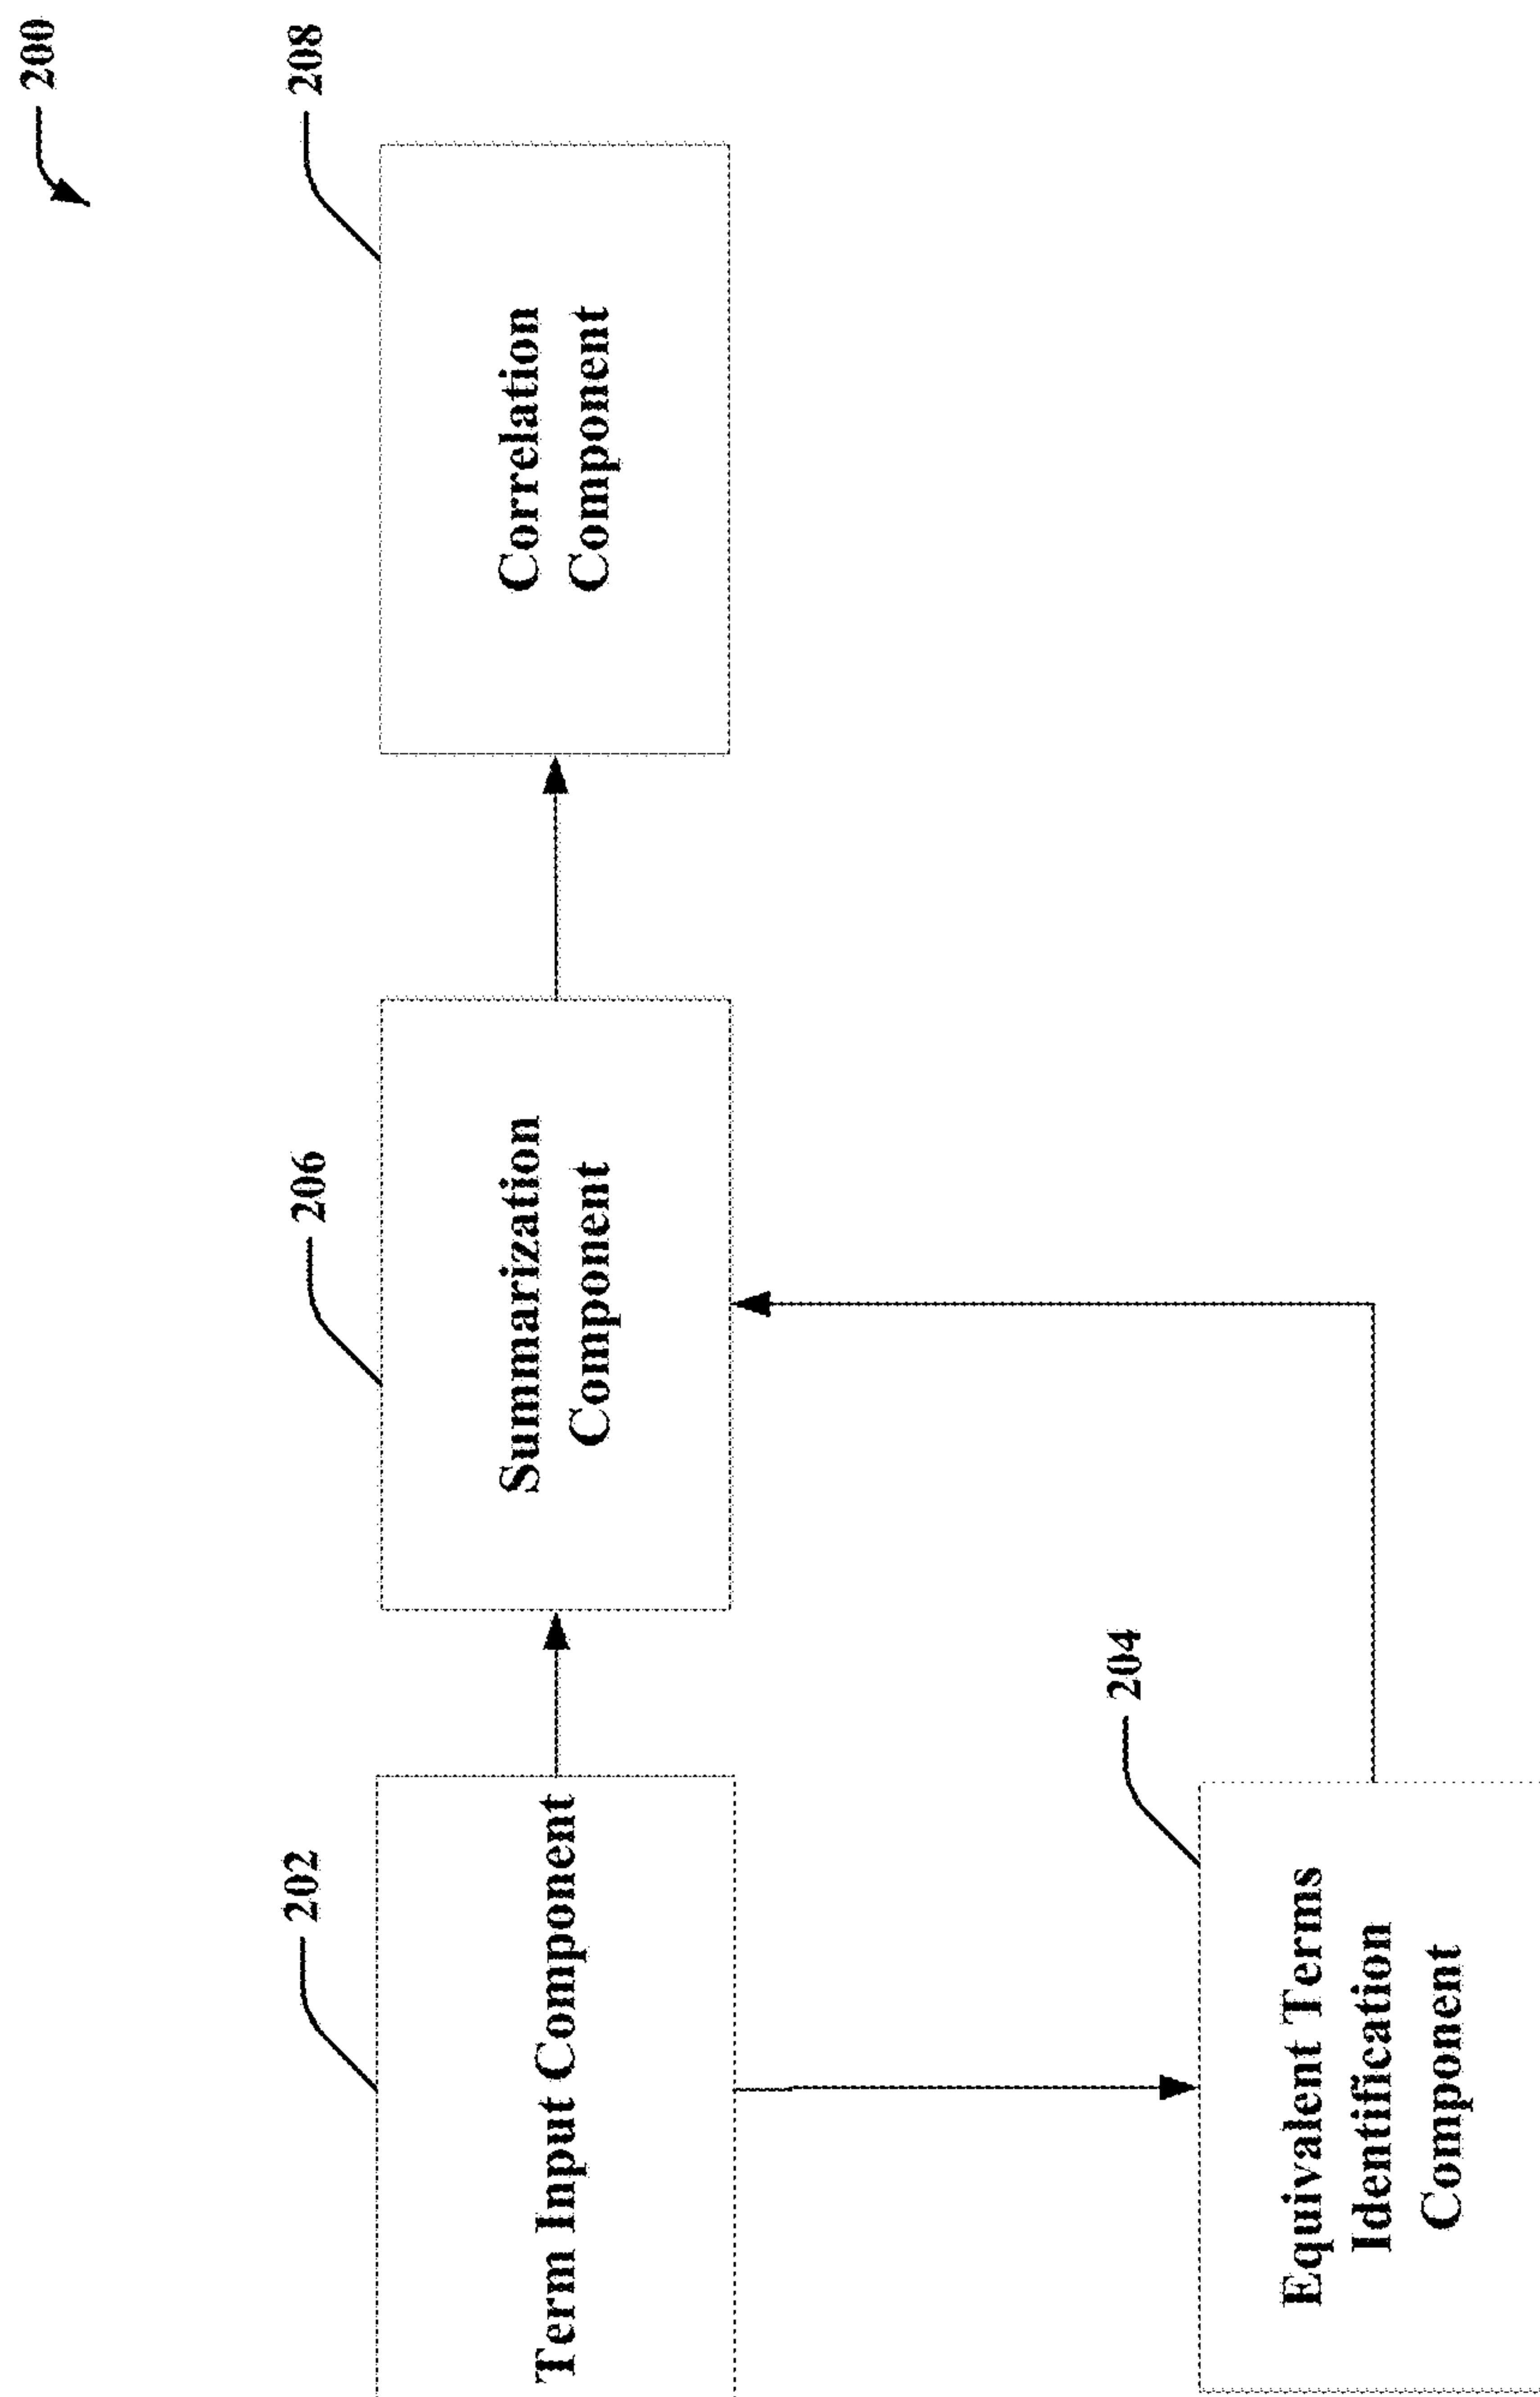 200
202
Term Input Component
206
Summarization
Component
208
Correlation
Component
204
Equivalent Terms
Identification
Component